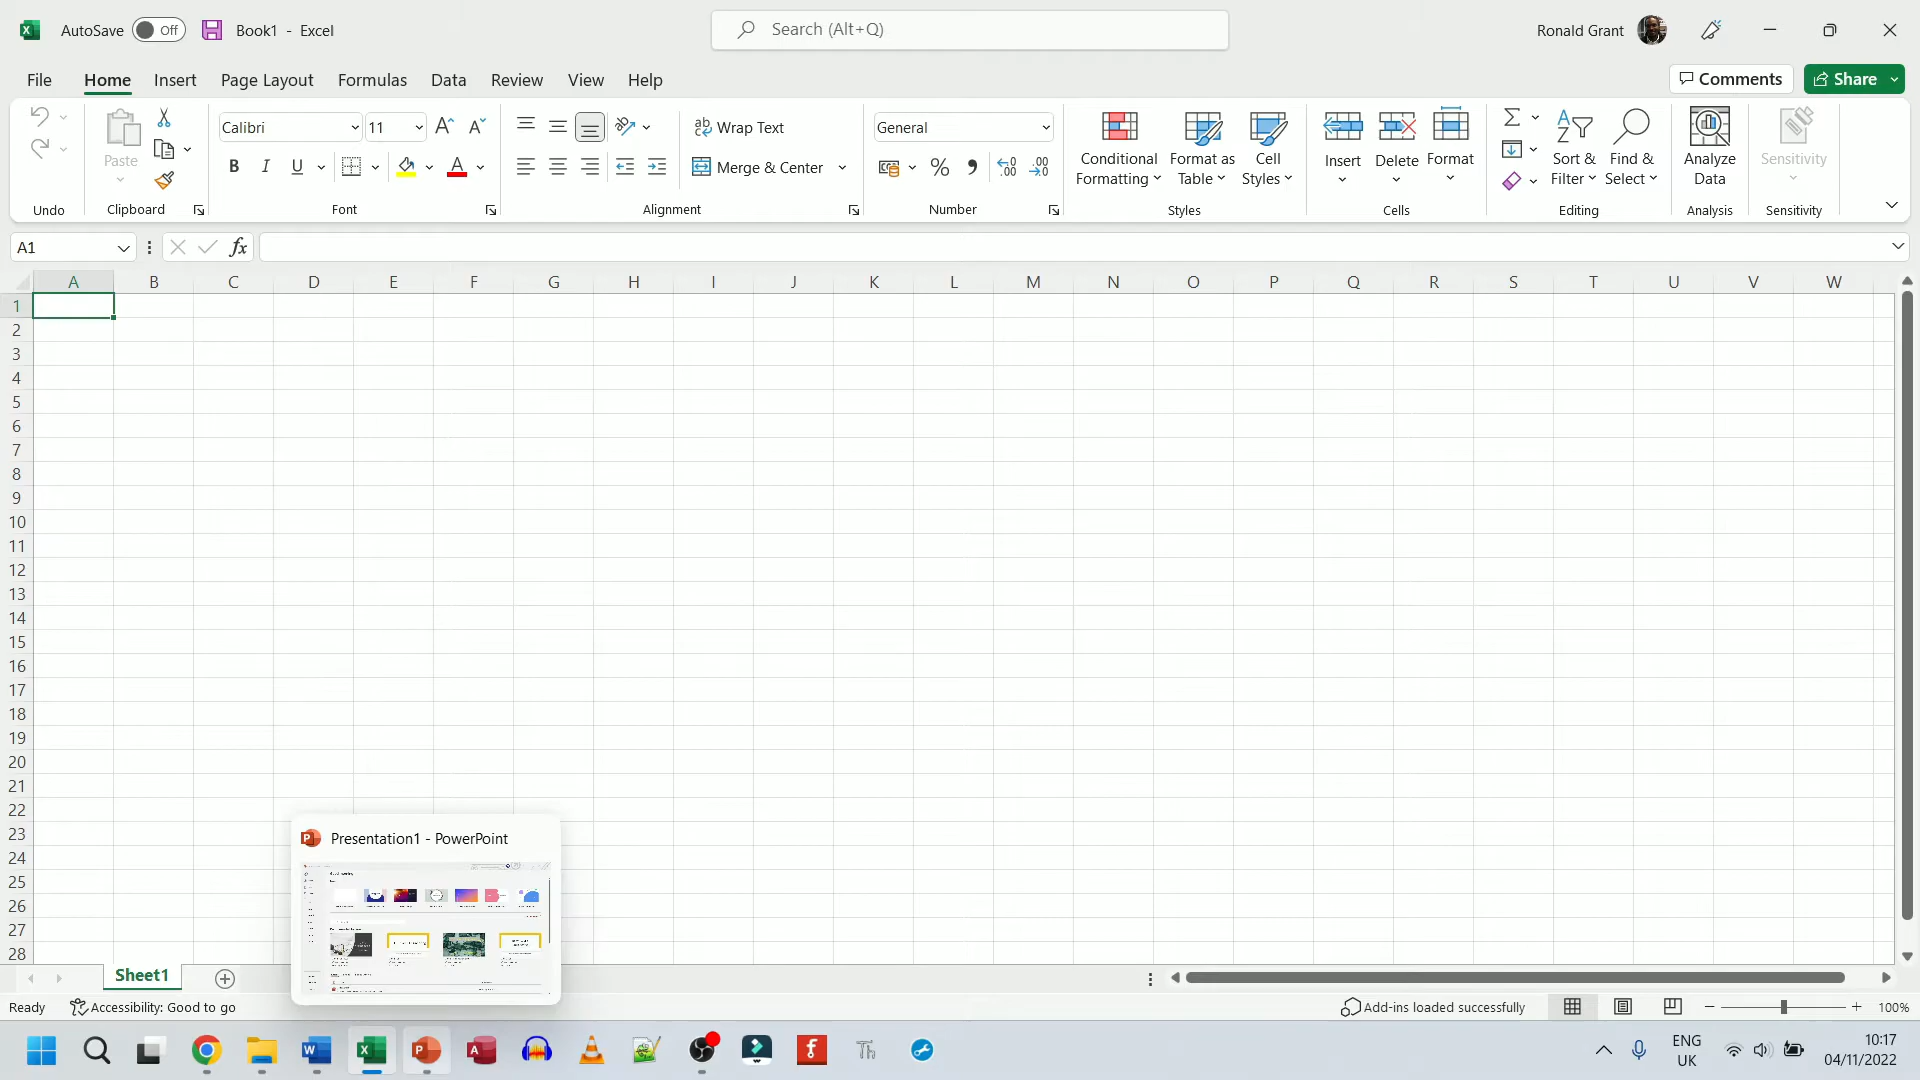 AutoSave Off Book1 - Excel Search (Alt+Q) Ronald Grant
File Home Insert Page Layout Formulas Data Review View Help Comments Share
Calibri 11 ab Wrap Text General
Paste B I U A Merge & Center % Conditional Formatting Format as Table Cell Styles Insert Delete Format Sort & Filter Find & Select Analyze Data Sensitivity
Undo Clipboard Font Alignment Number Styles Cells Editing Analysis Sensitivity
A1 fx
A B C D E F G H I J K L M N O P Q R S T U V W
1
2
3
4
5
6
7
8
9
10
11
12
13
14
15
16
17
18
19
20
21
22
23
24
25
26
27
28
Presentation1 - PowerPoint
Sheet1
Ready Accessibility: Good to go Add-ins loaded successfully 100%
ENG 10:17
UK 04/11/2022